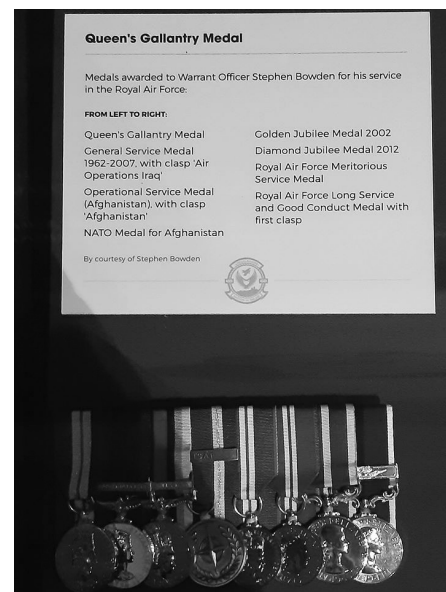 Queen's Gallantry Medal
Medals awarded to Warrant Officer Stephen Bowden for his service
in the Royal Air Force:
FROM LEFT TO RIGHT:
Queen's Gallantry Medal
General Service Medal
1962-2007, with clasp 'Air
Operations Iraq'
Operational Service Medal
(Afghanistan), with clasp
'Afghanistan'
NATO Medal for Afghanistan
Golden Jubilee Medal 2002
Diamond Jubilee Medal 2012
Royal Air Force Meritorious
Service Medal
Royal Air Force Long Service
and Good Conduct Medal with
first clasp
By courtesy of Stephen Bowden